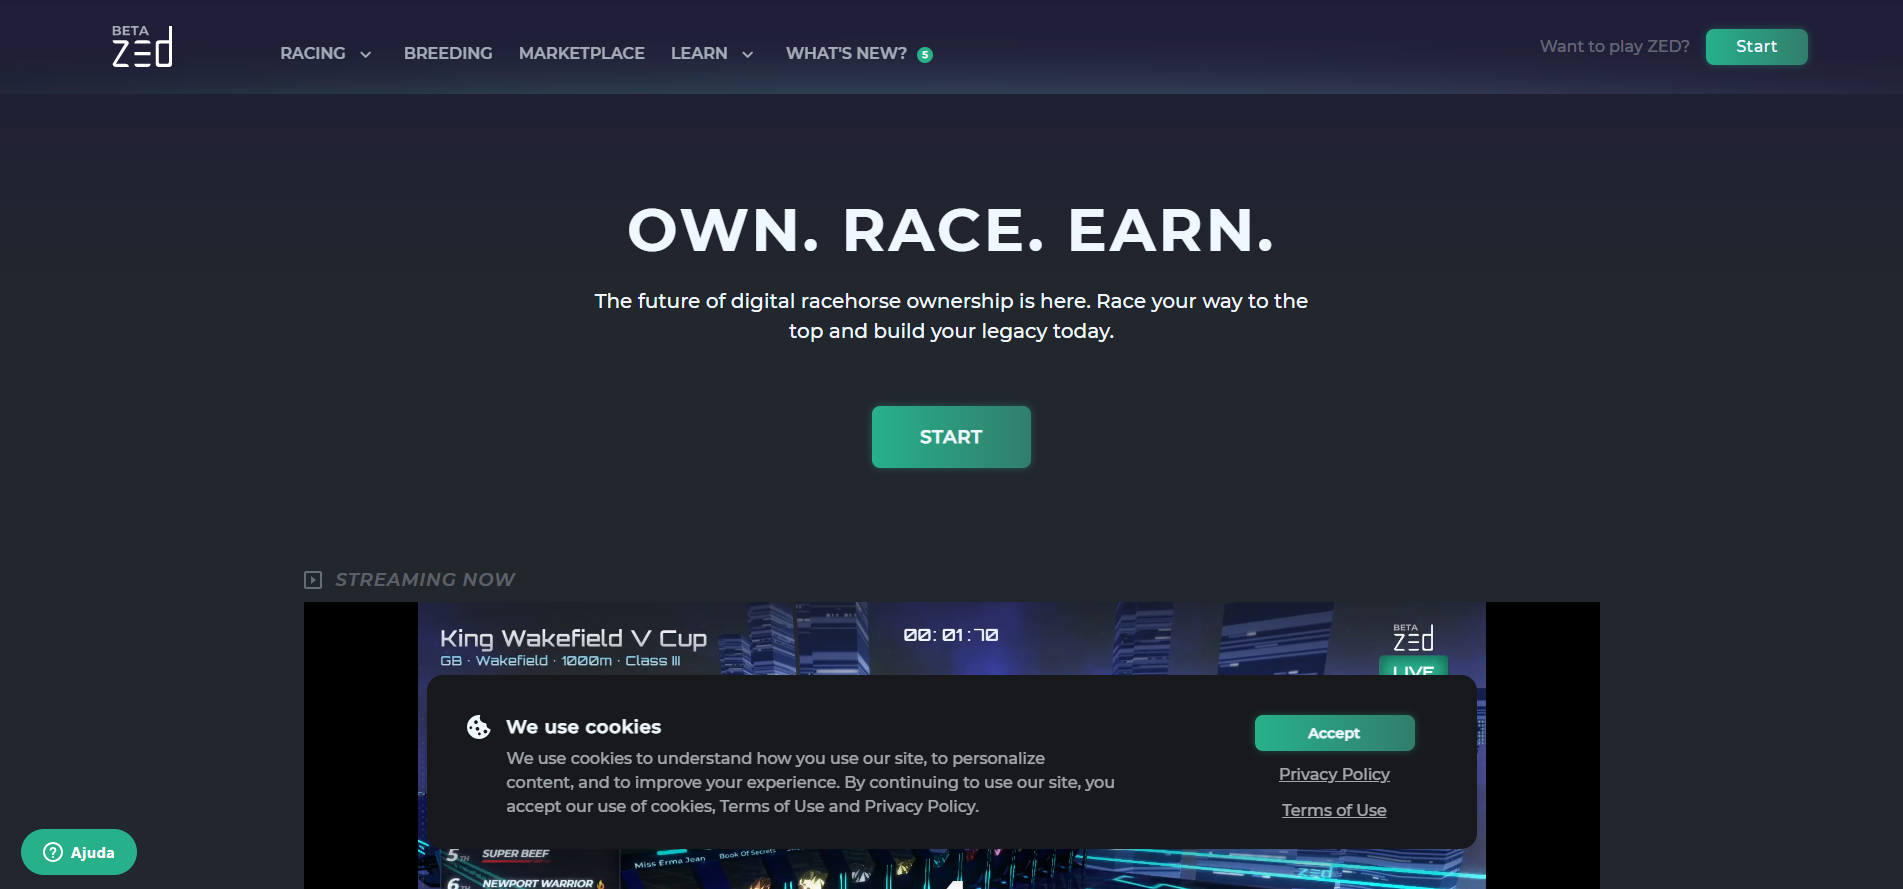 BETA
zed
RACING
BREEDING
MARKETPLACE
LEARN
WHAT'S NEW? 5
Want to play ZED?
Start
OWN. RACE. EARN.
The future of digital racehorse ownership is here. Race your way to the
top and build your legacy today.
START
STREAMING NOW
King Wakefield V Cup
GB · Wakefield · 1000m · Class III
00:01:70
BETA
zed
LIVE
We use cookies
We use cookies to understand how you use our site, to personalize
content, and to improve your experience. By continuing to use our site, you
accept our use of cookies, Terms of Use and Privacy Policy.
Accept
Privacy Policy
Terms of Use
5TH SUPER BEEF
6TH NEWPORT WARRIOR
Miss Erma Jean
Book Of Secrets
zed
Ajuda